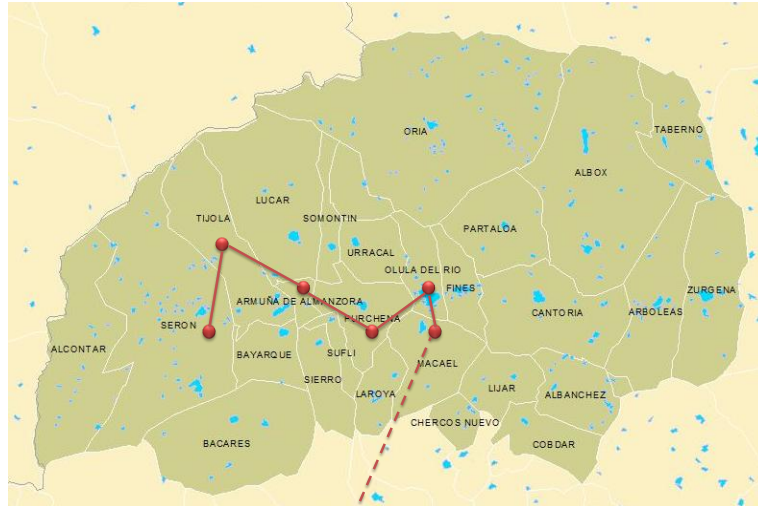 ORIA
TABERNO
ALBOX
LUCAR
TIJOLA
SOMONTIN
PARTALOA
URRACAL
OLULA DEL RIO
FINES
ZURGENA
ARMUÑA DE ALMANZORA
CANTORIA
ARBOLEAS
SERON
PURCHENA
ALCONTAR
BAYARQUE
SUFLI
MACAEL
SIERRO
LIJAR
LAROYA
ALBANCHEZ
CHERCOS NUEVO
BACARES
COBDAR